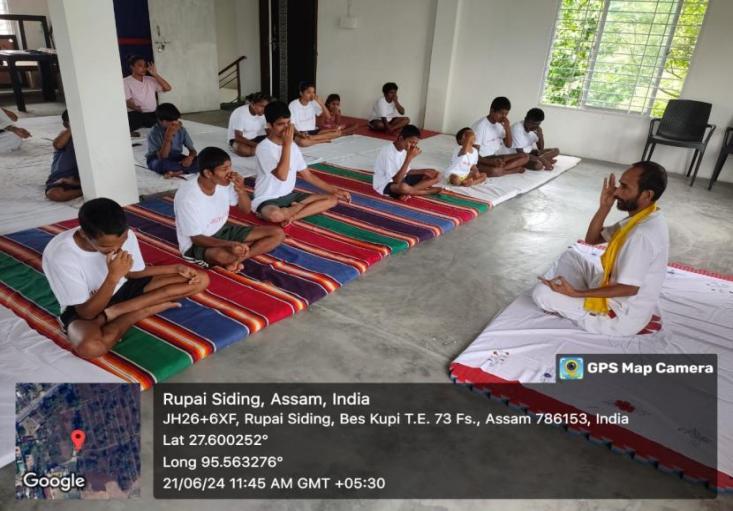 GPS Map Camera
Rupai Siding, Assam, India
JH26+6XF, Rupai Siding, Bes Kupi T.E. 73 Fs., Assam 786153, India
Lat 27.600252°
Long 95.563276°
21/06/24 11:45 AM GMT +05:30
Google